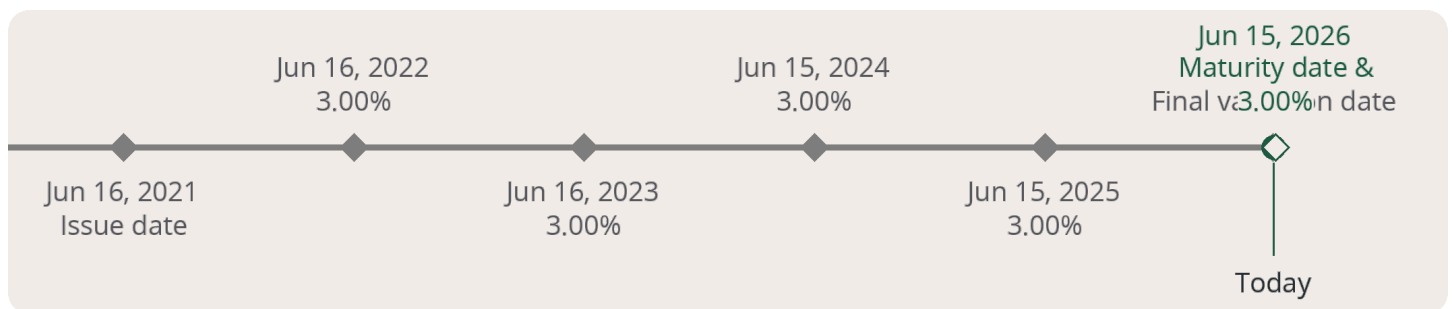 Jun 16, 2021
Issue date
Jun 16, 2022
3.00%
Jun 16, 2023
3.00%
Jun 15, 2024
3.00%
Jun 15, 2025
3.00%
Jun 15, 2026
Maturity date &
Final 3.00% date
Today